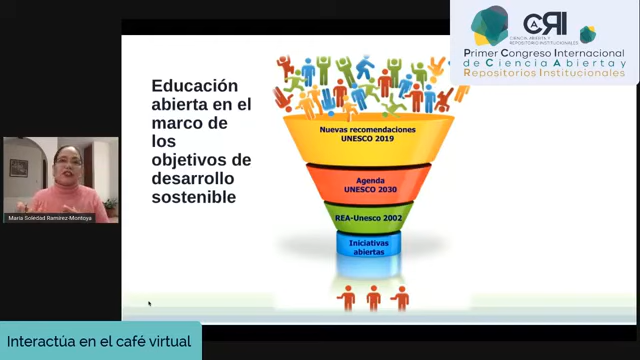 CARI
CIENCIA ABIERTA Y
REPOSITORIO INSTITUCIONALES
Primer Congreso Internacional
de Ciencia Abierta y
Repositorios Institucionales
Educación
abierta en el
marco de
los
objetivos de
desarrollo
sostenible
Nuevas recomendaciones
UNESCO 2019
Agenda
UNESCO 2030
REA-Unesco 2002
Iniciativas
abiertas
María Soledad Ramírez-Montoya
Interactúa en el café virtual